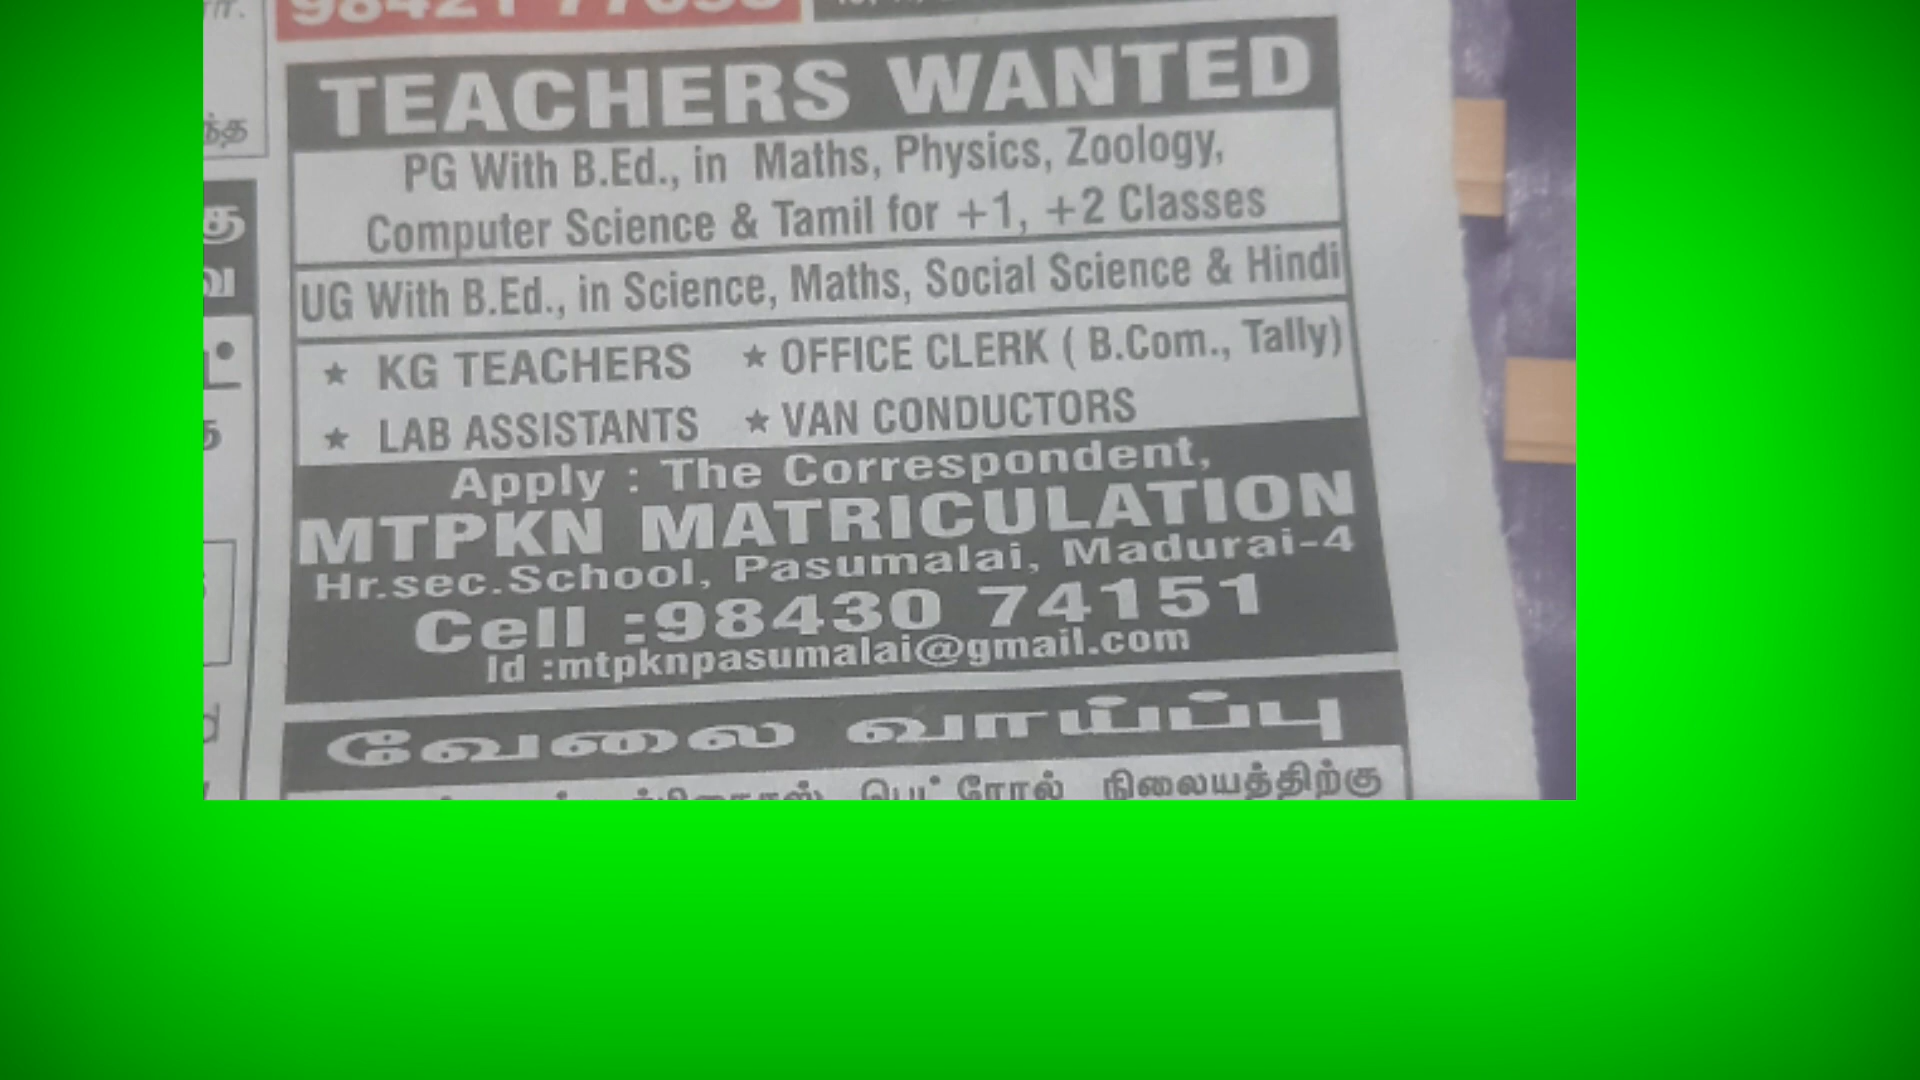 TEACHERS WANTED
PG With B.Ed., in Maths, Physics, Zoology,
Computer Science & Tamil for +1, +2 Classes
UG With B.Ed., in Science, Maths, Social Science & Hindi
★ KG TEACHERS ★ OFFICE CLERK ( B.Com., Tally)
★ LAB ASSISTANTS ★ VAN CONDUCTORS
Apply : The Correspondent,
MTPKN MATRICULATION
Hr.sec.School, Pasumalai, Madurai-4
Cell :98430 74151
Id :mtpknpasumalai@gmail.com
வேலை வாய்ப்பு
பெட்ரோல் நிலையத்திற்கு